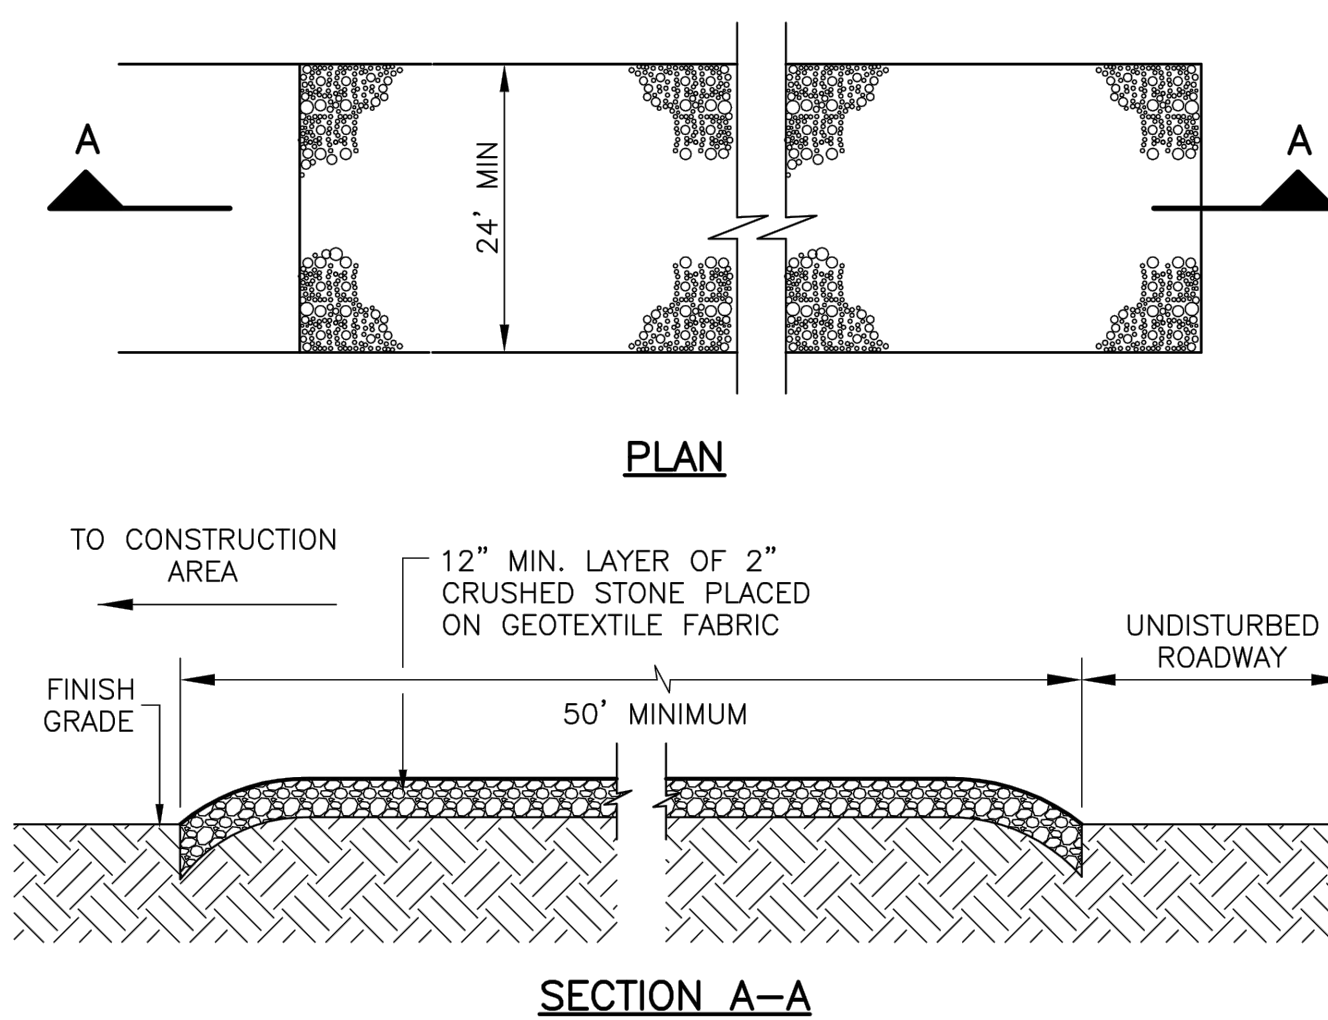 A
A
24' MIN
PLAN
TO CONSTRUCTION
AREA
12” MIN. LAYER OF 2”
CRUSHED STONE PLACED
ON GEOTEXTILE FABRIC
UNDISTURBED
ROADWAY
FINISH
GRADE
50' MINIMUM
SECTION A–A